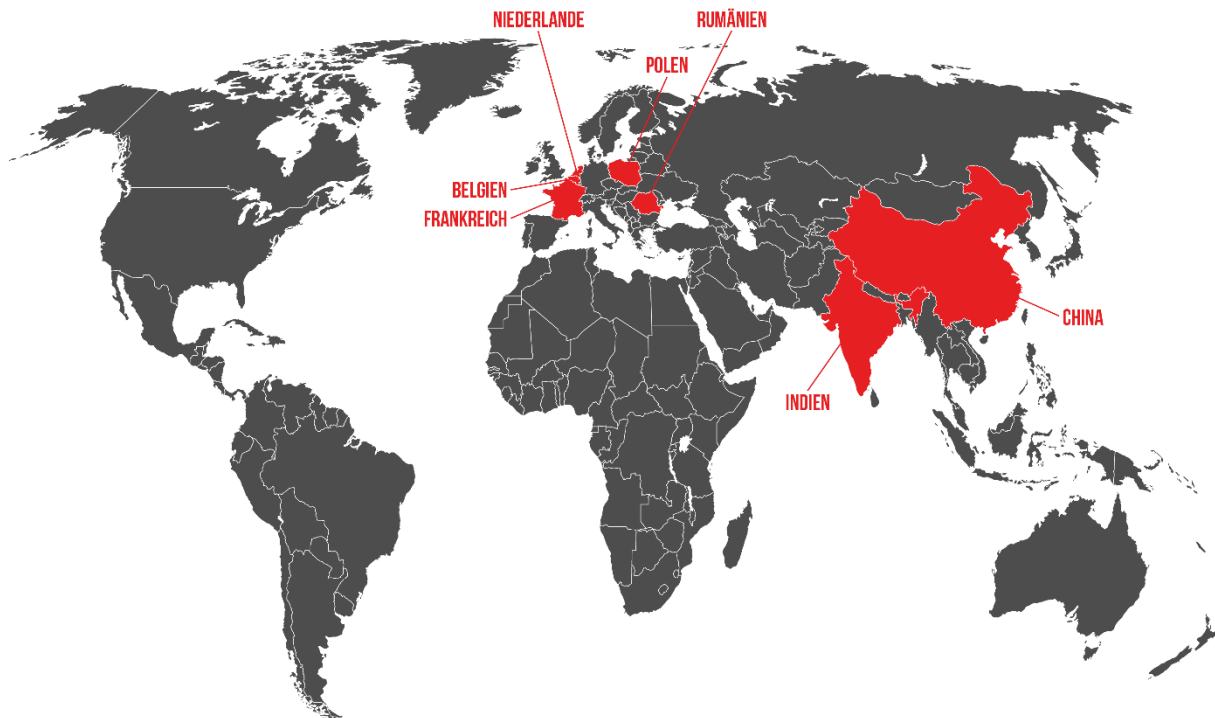 NIEDERLANDE
RUMÄNIEN
POLEN
BELGIEN
FRANKREICH
CHINA
INDIEN